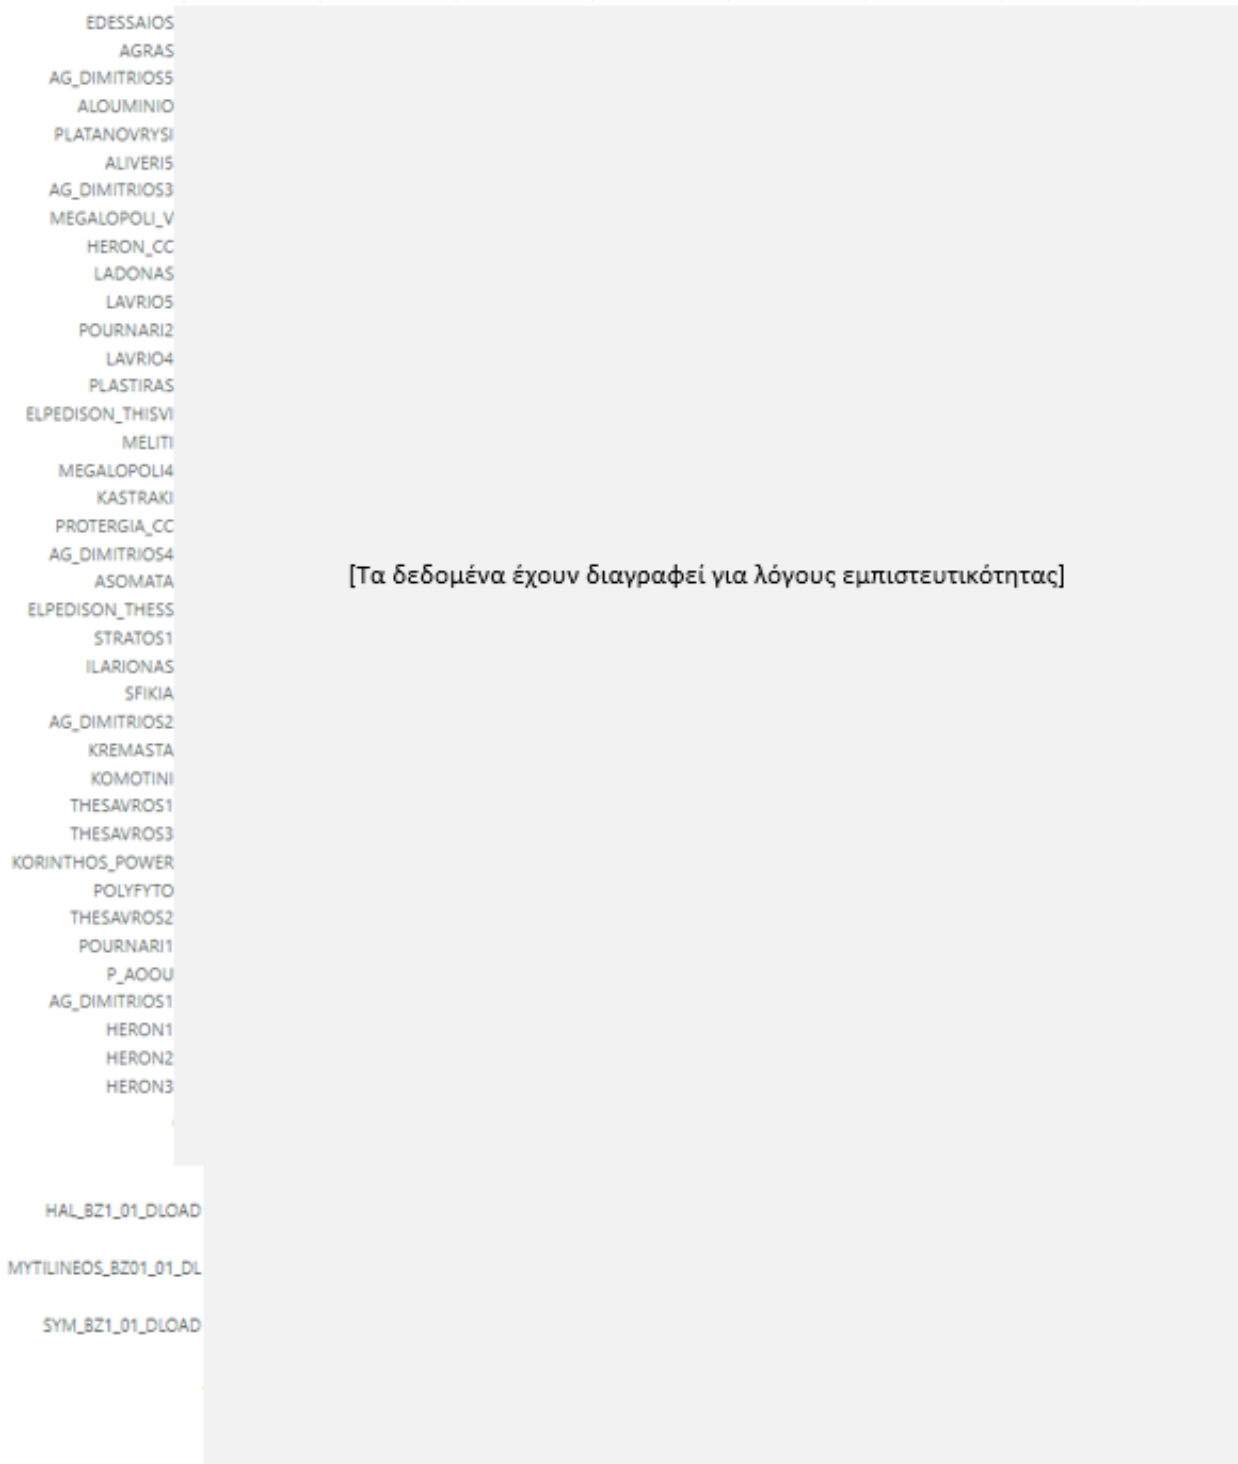 EDESSAIOS
AGRAS
AG_DIMITRIOS5
ALOUMINIO
PLATANOVRYSI
ALIVERI5
AG_DIMITRIOS3
MEGALOPOLI_V
HERON_CC
LADONAS
LAVRIO5
POURNARI2
LAVRIO4
PLASTIRAS
ELPEDISON_THISVI
MELITI
MEGALOPOLI4
KASTRAKI
PROTERGIA_CC
AG_DIMITRIOS4
[Τα δεδομένα έχουν διαγραφεί για λόγους εμπιστευτικότητας]
ASOMATA
ELPEDISON_THESS
STRATOS1
ILARIONAS
SFIKIA
AG_DIMITRIOS2
KREMASTA
KOMOTINI
THESAVROS1
THESAVROS3
KORINTHOS_POWER
POLYFYTO
THESAVROS2
POURNARI1
P_AOOU
AG_DIMITRIOS1
HERON1
HERON2
HERON3
HAL_BZ1_01_DLOAD
MYTILINEOS_BZ01_01_DL
SYM_BZ1_01_DLOAD